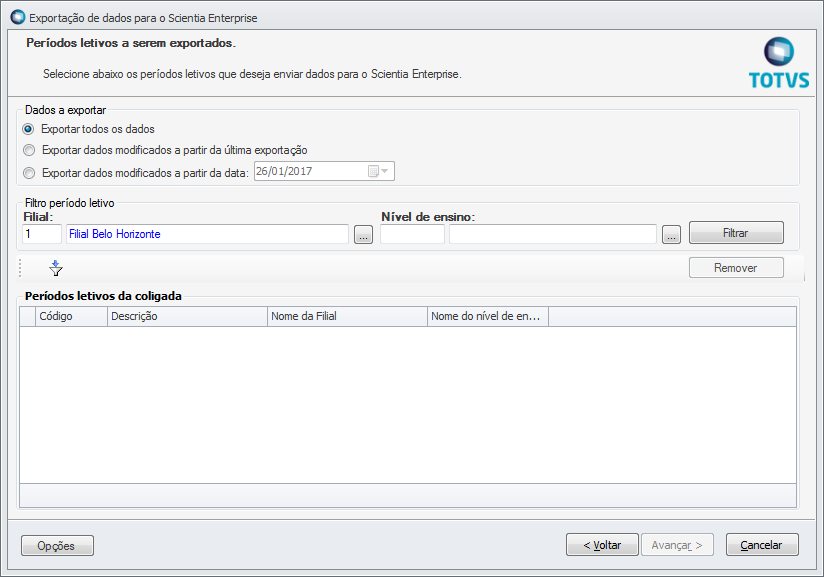 Exportação de dados para o Scientia Enterprise
Períodos letivos a serem exportados.
Selecione abaixo os períodos letivos que deseja enviar dados para o Scientia Enterprise.
TOTVS
Dados a exportar
Exportar todos os dados
Exportar dados modificados a partir da última exportação
Exportar dados modificados a partir da data: 26/01/2017
Filtro período letivo
Filial: Nível de ensino:
1 Filial Belo Horizonte ... ... Filtrar
Remover
Períodos letivos da coligada
Código Descrição Nome da Filial Nome do nível de en...
Opções < Voltar Avançar > Cancelar